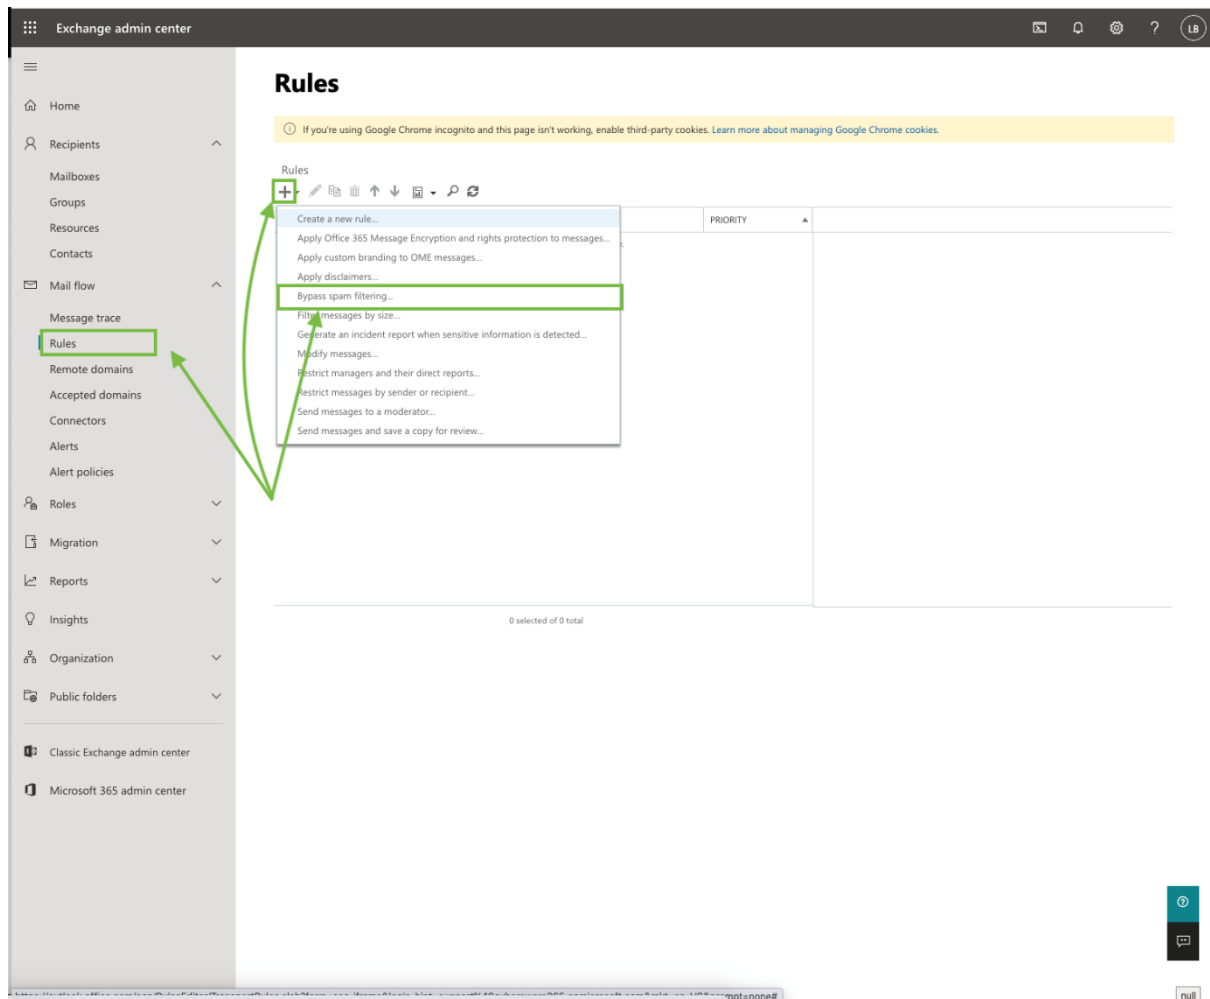 Exchange admin center
LB
Home
Recipients
Mailboxes
Groups
Resources
Contacts
Mail flow
Message trace
Rules
Remote domains
Accepted domains
Connectors
Alerts
Alert policies
Roles
Migration
Reports
Insights
Organization
Public folders
Classic Exchange admin center
Microsoft 365 admin center
Rules
If you're using Google Chrome incognito and this page isn't working, enable third-party cookies. Learn more about managing Google Chrome cookies.
Rules
PRIORITY
Create a new rule...
Apply Office 365 Message Encryption and rights protection to messages...
Apply custom branding to OME messages...
Apply disclaimers...
Bypass spam filtering...
Filter messages by size...
Generate an incident report when sensitive information is detected...
Modify messages...
Restrict managers and their direct reports...
Restrict messages by sender or recipient...
Send messages to a moderator...
Send messages and save a copy for review...
0 selected of 0 total
null